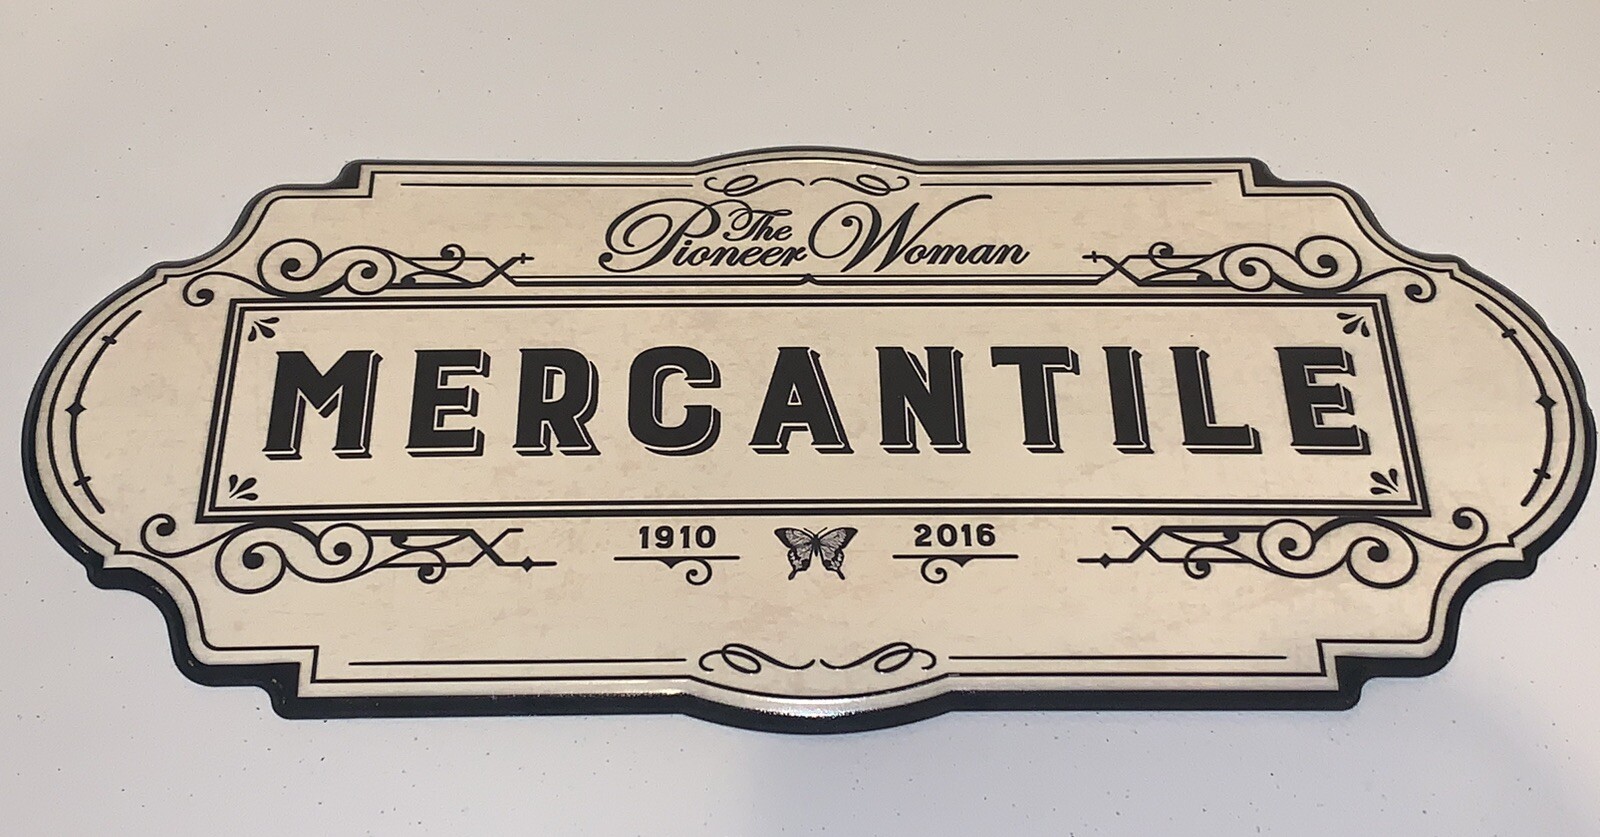 The
Pioneer Woman
MERCANTILE
1910 2016